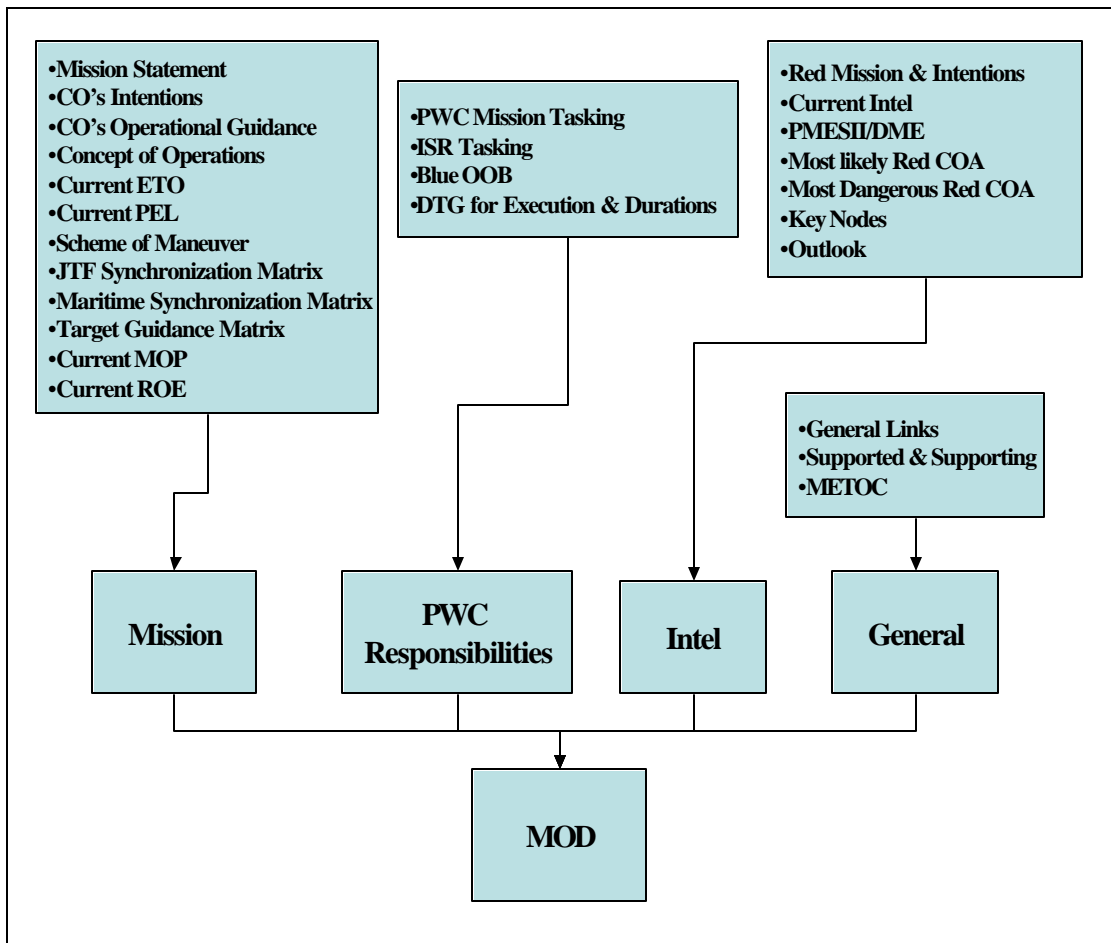 •Mission Statement
•CO's Intentions
•CO's Operational Guidance
•Concept of Operations
•Current ETO
•Current PEL
•Scheme of Maneuver
•JTF Synchronization Matrix
•Maritime Synchronization Matrix
•Target Guidance Matrix
•Current MOP
•Current ROE
•PWC Mission Tasking
•ISR Tasking
•Blue OOB
•DTG for Execution & Durations
•Red Mission & Intentions
•Current Intel
•PMESII/DME
•Most likely Red COA
•Most Dangerous Red COA
•Key Nodes
•Outlook
•General Links
•Supported & Supporting
•METOC
Mission
PWC
Responsibilities
Intel
General
MOD